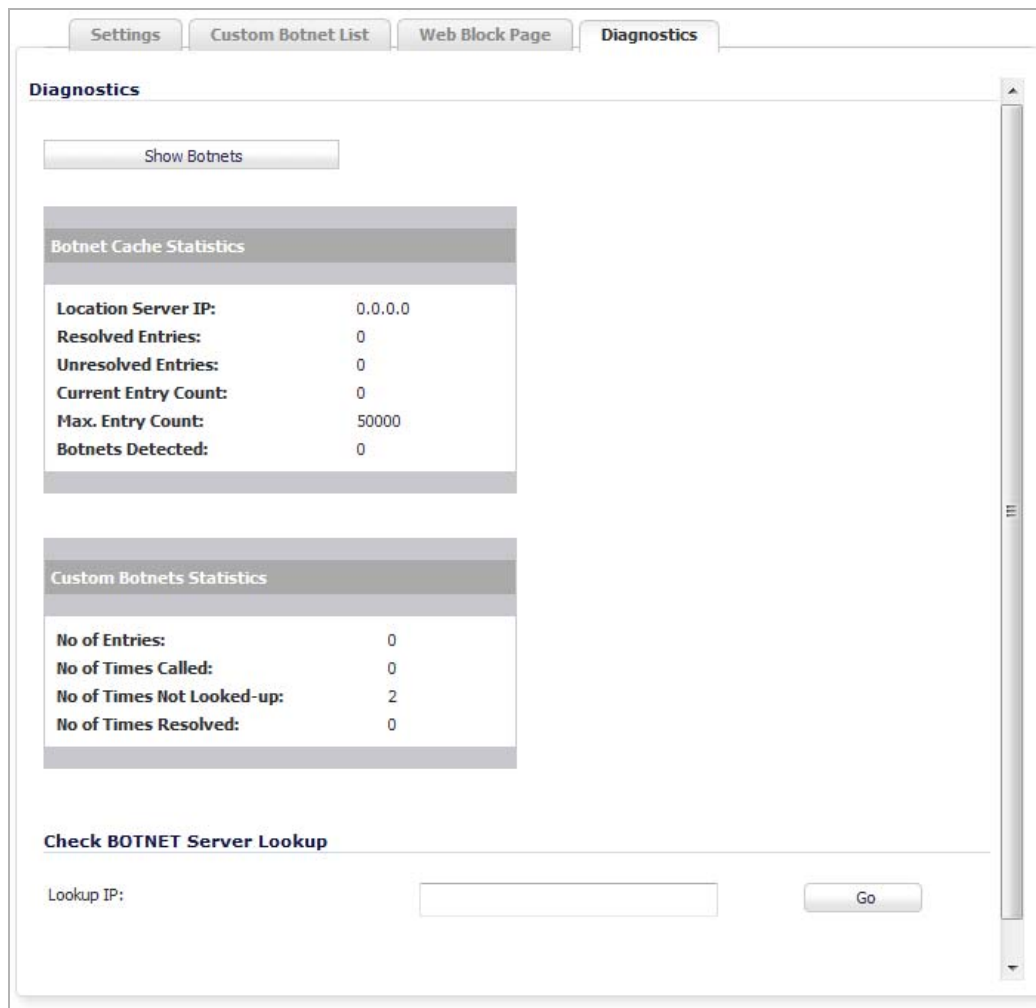 Settings Custom Botnet List Web Block Page Diagnostics
Diagnostics
Show Botnets
Botnet Cache Statistics
Location Server IP: 0.0.0.0
Resolved Entries: 0
Unresolved Entries: 0
Current Entry Count: 0
Max. Entry Count: 50000
Botnets Detected: 0
Custom Botnets Statistics
No of Entries: 0
No of Times Called: 0
No of Times Not Looked-up: 2
No of Times Resolved: 0
Check BOTNET Server Lookup
Lookup IP: Go